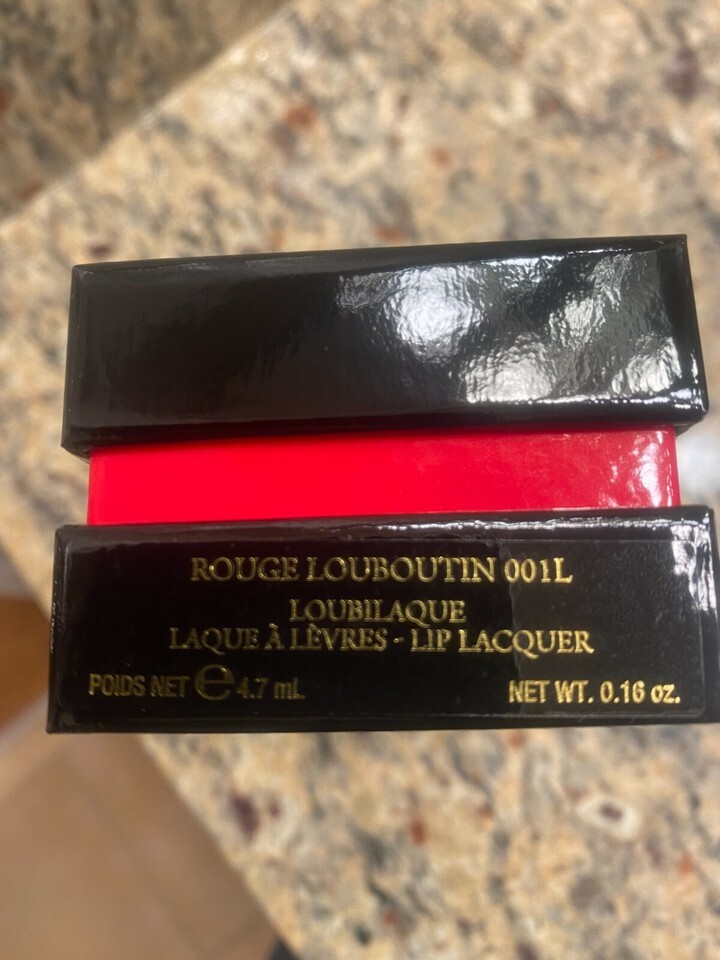 ROUGE LOUBOUTIN 001L
LOUBILAQUE
LAQUE À LÈVRES - LIP LACQUER
POIDS NET ℮ 4.7 mL NET WT. 0.16 oz.